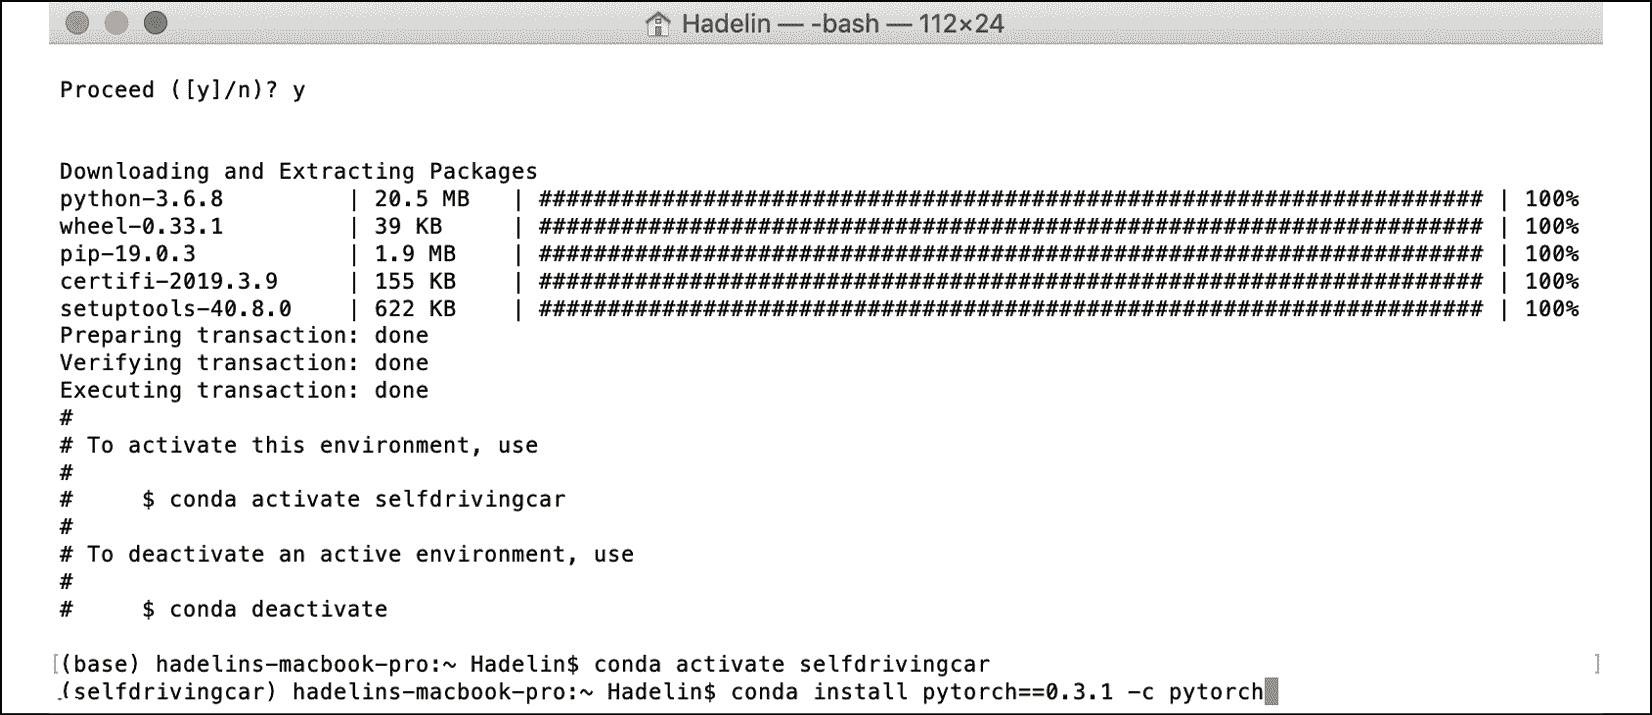 Hadelin — -bash — 112×24
Proceed ([y]/n)? y
Downloading and Extracting Packages
python-3.6.8         | 20.5 MB   | ##################################################################### | 100%
wheel-0.33.1         | 39 KB     | ##################################################################### | 100%
pip-19.0.3           | 1.9 MB    | ##################################################################### | 100%
certifi-2019.3.9     | 155 KB    | ##################################################################### | 100%
setuptools-40.8.0    | 622 KB    | ##################################################################### | 100%
Preparing transaction: done
Verifying transaction: done
Executing transaction: done
#
# To activate this environment, use
#
#     $ conda activate selfdrivingcar
#
# To deactivate an active environment, use
#
#     $ conda deactivate
[(base) hadelins-macbook-pro:~ Hadelin$ conda activate selfdrivingcar ]
(selfdrivingcar) hadelins-macbook-pro:~ Hadelin$ conda install pytorch==0.3.1 -c pytorch